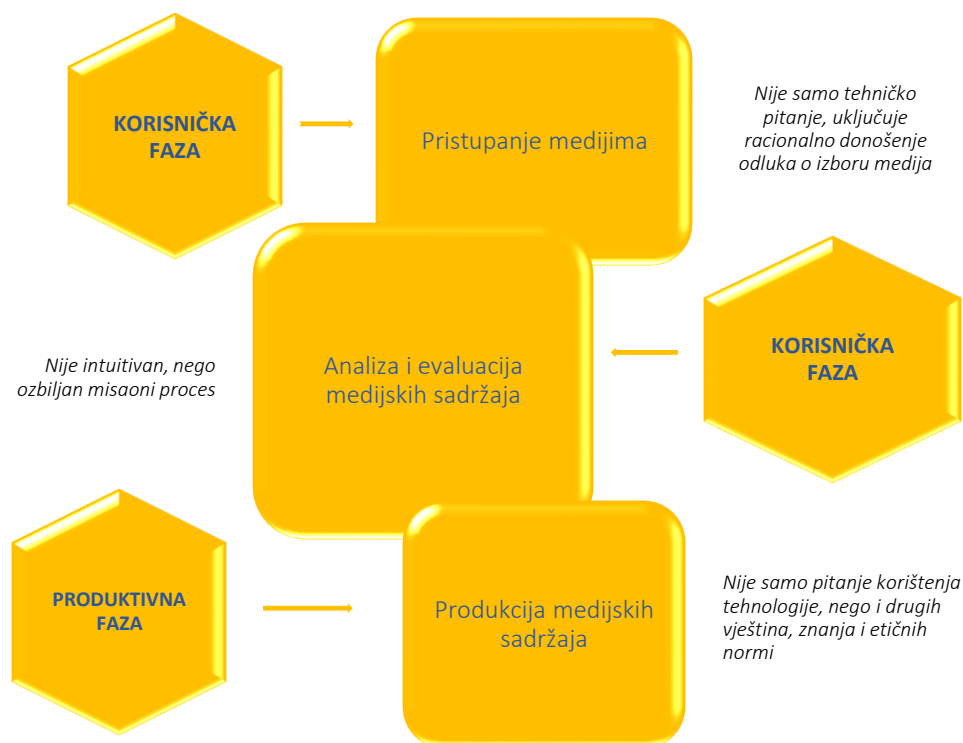 KORISNIČKA
FAZA
Pristupanje medijima
Nije samo tehničko
pitanje, uključuje
racionalno donošenje
odluka o izboru medija
Nije intuitivan, nego
ozbiljan misaoni proces
Analiza i evaluacija
medijskih sadržaja
KORISNIČKA
FAZA
PRODUKTIVNA
FAZA
Produkcija medijskih
sadržaja
Nije samo pitanje korištenja
tehnologije, nego i drugih
vještina, znanja i etičnih
normi